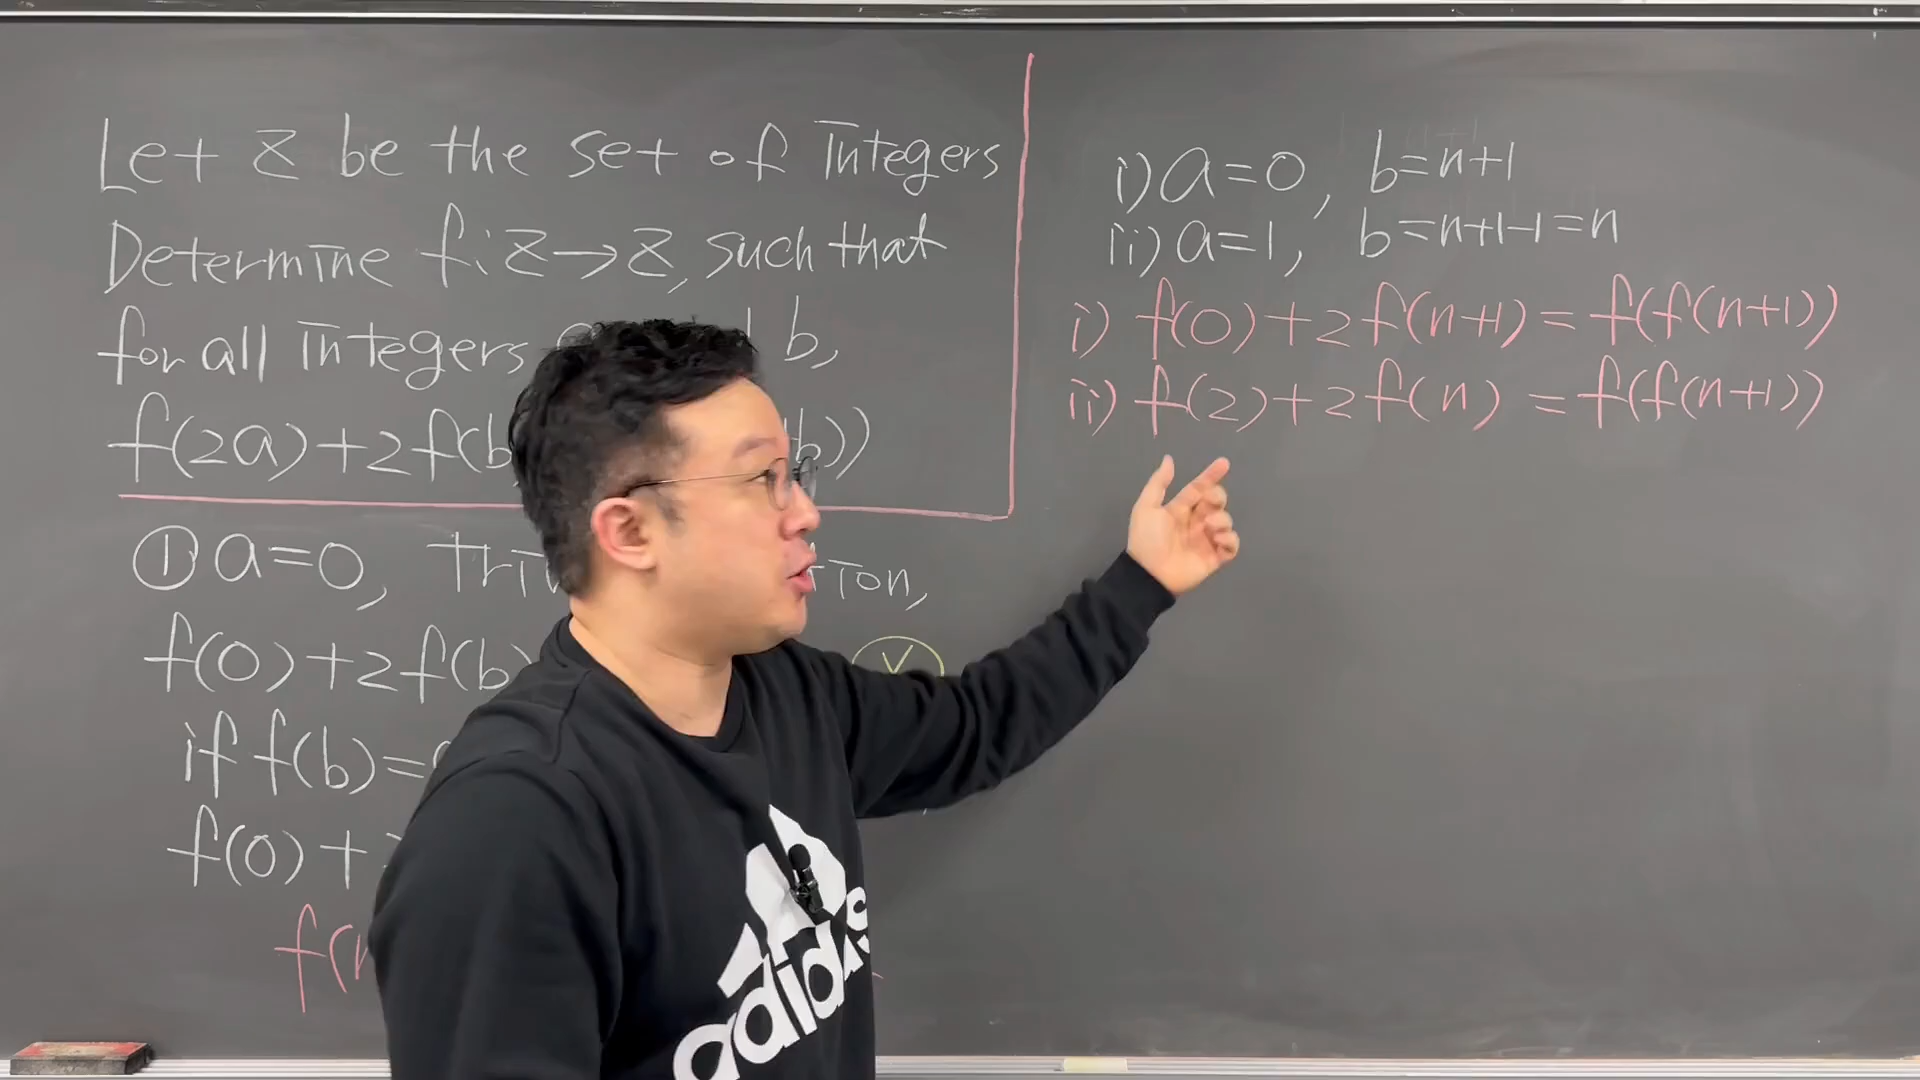 Let Z be the set of Integers
Determine f:Z→Z, such that
for all Integers b,
f(2a)+2f(b b))
① a=0,
f(0)+2f(b)
if f(b)=
f(0)+
i) a=0, b=n+1
ii) a=1, b=n+1-1=n
i) f(0)+2f(n+1)=f(f(n+1))
ii) f(2)+2f(n)=f(f(n+1))
adidas